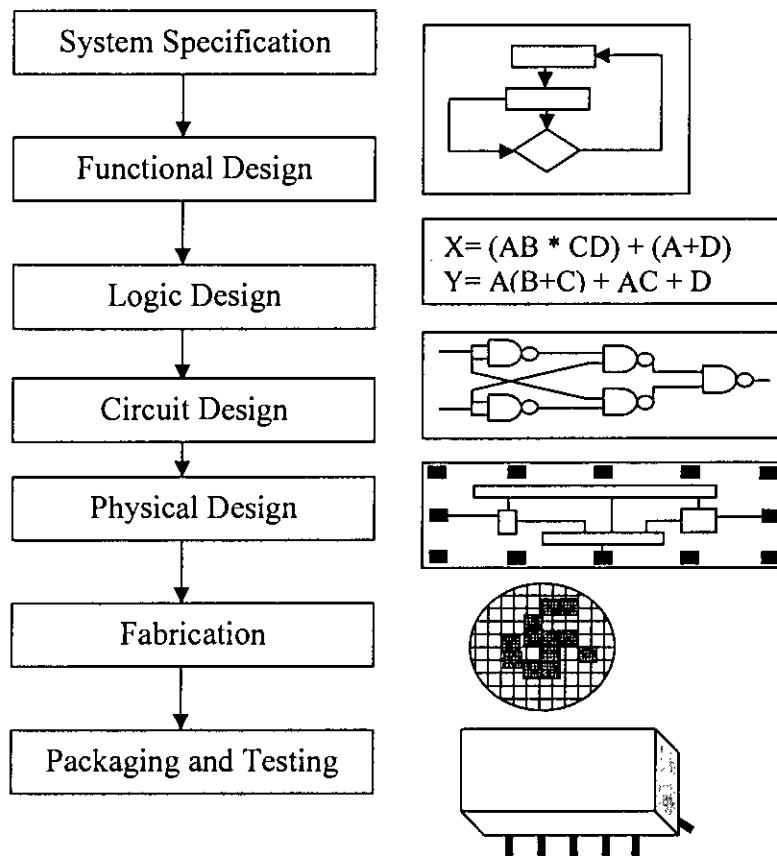 System Specification
Functional Design
X= (AB * CD) + (A+D)
Y= A(B+C) + AC + D
Logic Design
Circuit Design
Physical Design
Fabrication
Packaging and Testing